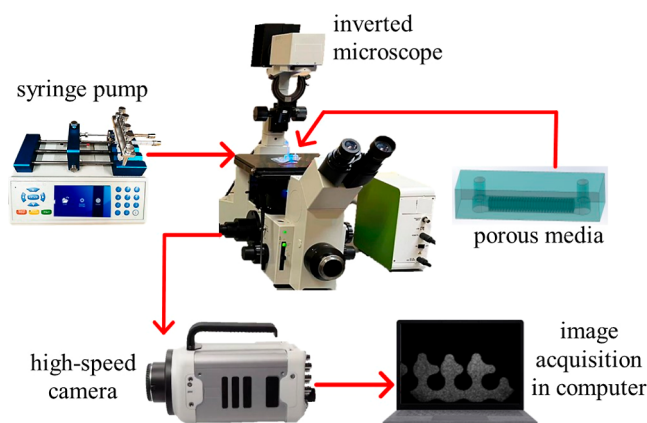 inverted
microscope
syringe pump
porous media
high-speed
camera
image
acquisition
in computer